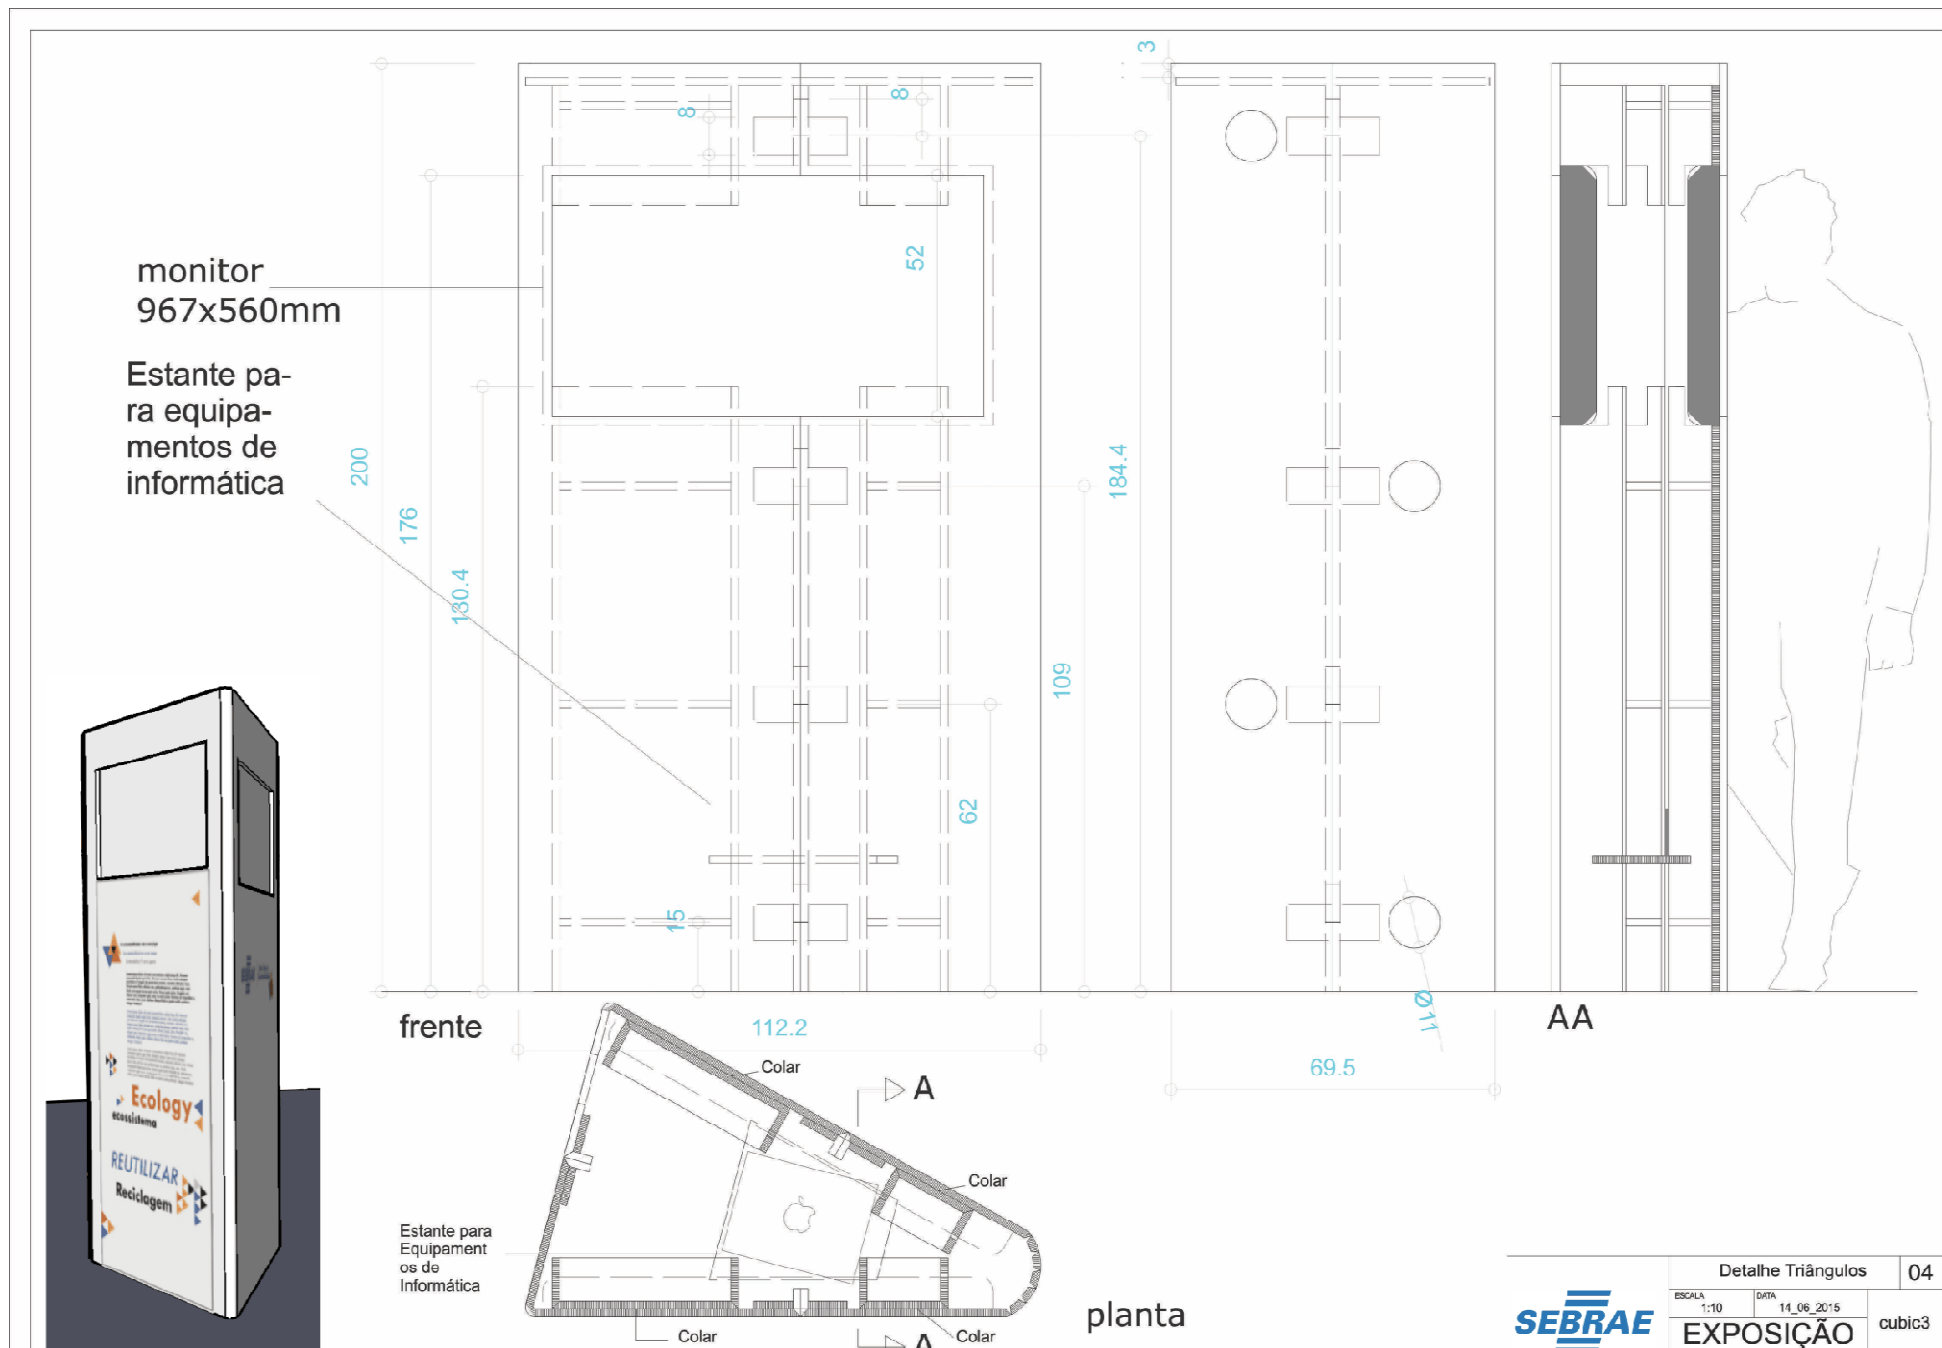 3
8
8
monitor
967x560mm
52
Estante pa-
ra equipa-
mentos de
informática
200
176
130.4
184.4
109
62
15
Ø11
frente
112.2
69.5
AA
Colar
A
Colar
Estante para
Equipament
os de
Informática
Colar
Colar
A
planta
Ecology
ecossistema
REUTILIZAR
Reciclagem
SEBRAE
Detalhe Triângulos
04
ESCALA
1:10
DATA
14_06_2015
EXPOSIÇÃO
cubic3